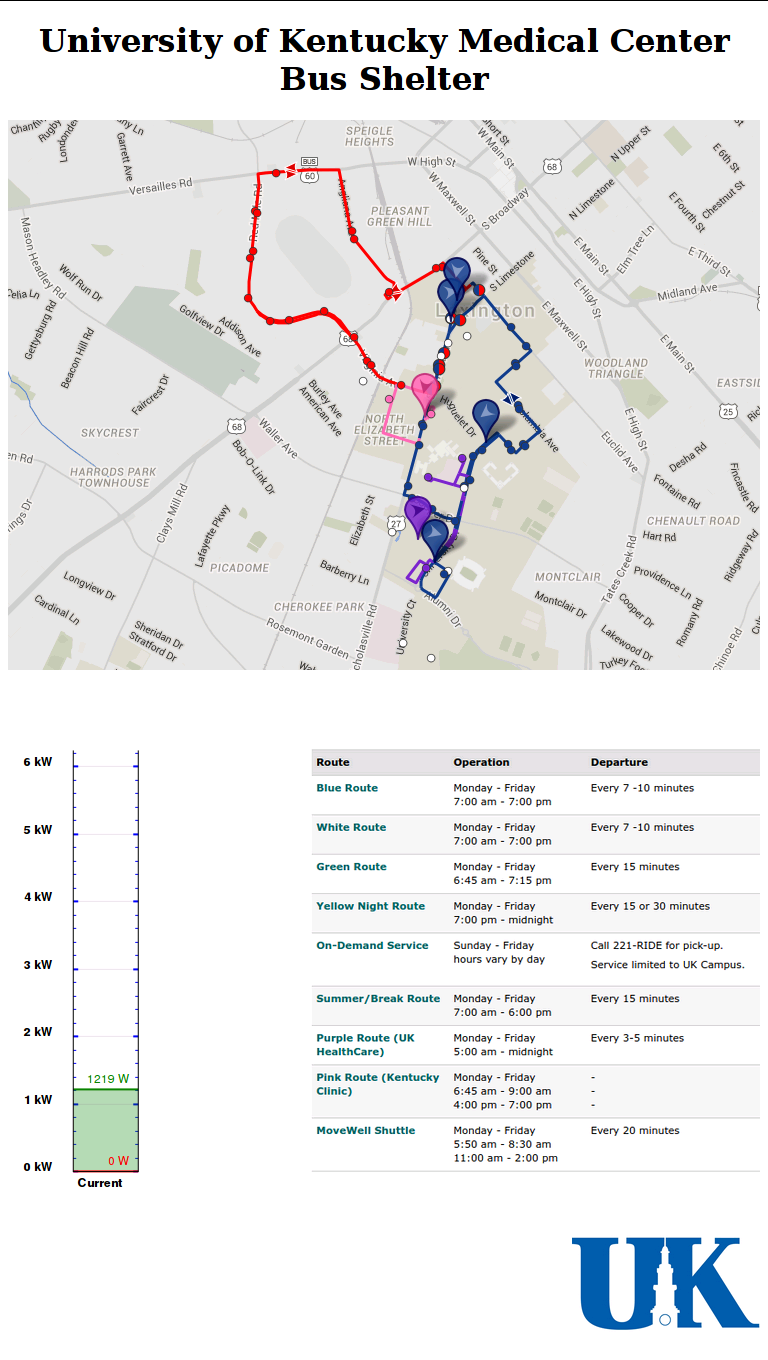 University of Kentucky Medical Center
Bus Shelter
SPEIGLE
HEIGHTS
Short St
W Main St
N Upper St
E 6th St
Garrett Ave
BUS
60
W High St
68
Versailles Rd
W Maxwell St
S Broadway
N Limestone
E Fourth St
Chestnut St
PLEASANT
GREEN HILL
Mason Headley Rd
Pine St
S Limestone
E Main St
Elm Tree Ln
E Third St
Wolf Run Dr
E High St
Midland Ave
Golfview Dr
Addison Ave
Gettysburg Rd
Beacon Hill Rd
Lexington
E Maxwell St
E Main St
68
WOODLAND
TRIANGLE
Faircrest Dr
Burley Ave
American Ave
Huguelet Dr
Columbia Ave
25
SKYCREST
68
Waller Ave
NORTH
ELIZABETH
STREET
Euclid Ave
E High St
Bob-O-Link Dr
Desha Rd
HARRODS PARK
TOWNHOUSE
Fontaine Rd
Fincastle Rd
Clays Mill Rd
Lafayette Pkwy
Elizabeth St
27
CHENAULT ROAD
Hart Rd
Ridgeway Rd
PICADOME
Barberry Ln
MONTCLAIR
Tates Creek Rd
Providence Ln
Longview Dr
Cardinal Ln
CHEROKEE PARK
University Ct
Alumni Dr
Montclair Dr
Cooper Dr
Romany Rd
Sheridan Dr
Stratford Dr
Rosemont Garden
Lakewood Dr
6 kW
5 kW
4 kW
3 kW
2 kW
1219 W
1 kW
0 W
0 kW
Current
Route Operation Departure
Blue Route Monday - Friday Every 7 -10 minutes
7:00 am - 7:00 pm
White Route Monday - Friday Every 7 -10 minutes
7:00 am - 7:00 pm
Green Route Monday - Friday Every 15 minutes
6:45 am - 7:15 pm
Yellow Night Route Monday - Friday Every 15 or 30 minutes
7:00 pm - midnight
On-Demand Service Sunday - Friday Call 221-RIDE for pick-up.
hours vary by day
Service limited to UK Campus.
Summer/Break Route Monday - Friday Every 15 minutes
7:00 am - 6:00 pm
Purple Route (UK Monday - Friday Every 3-5 minutes
HealthCare) 5:00 am - midnight
Pink Route (Kentucky Monday - Friday -
Clinic) 6:45 am - 9:00 am -
4:00 pm - 7:00 pm -
MoveWell Shuttle Monday - Friday Every 20 minutes
5:50 am - 8:30 am
11:00 am - 2:00 pm
UK